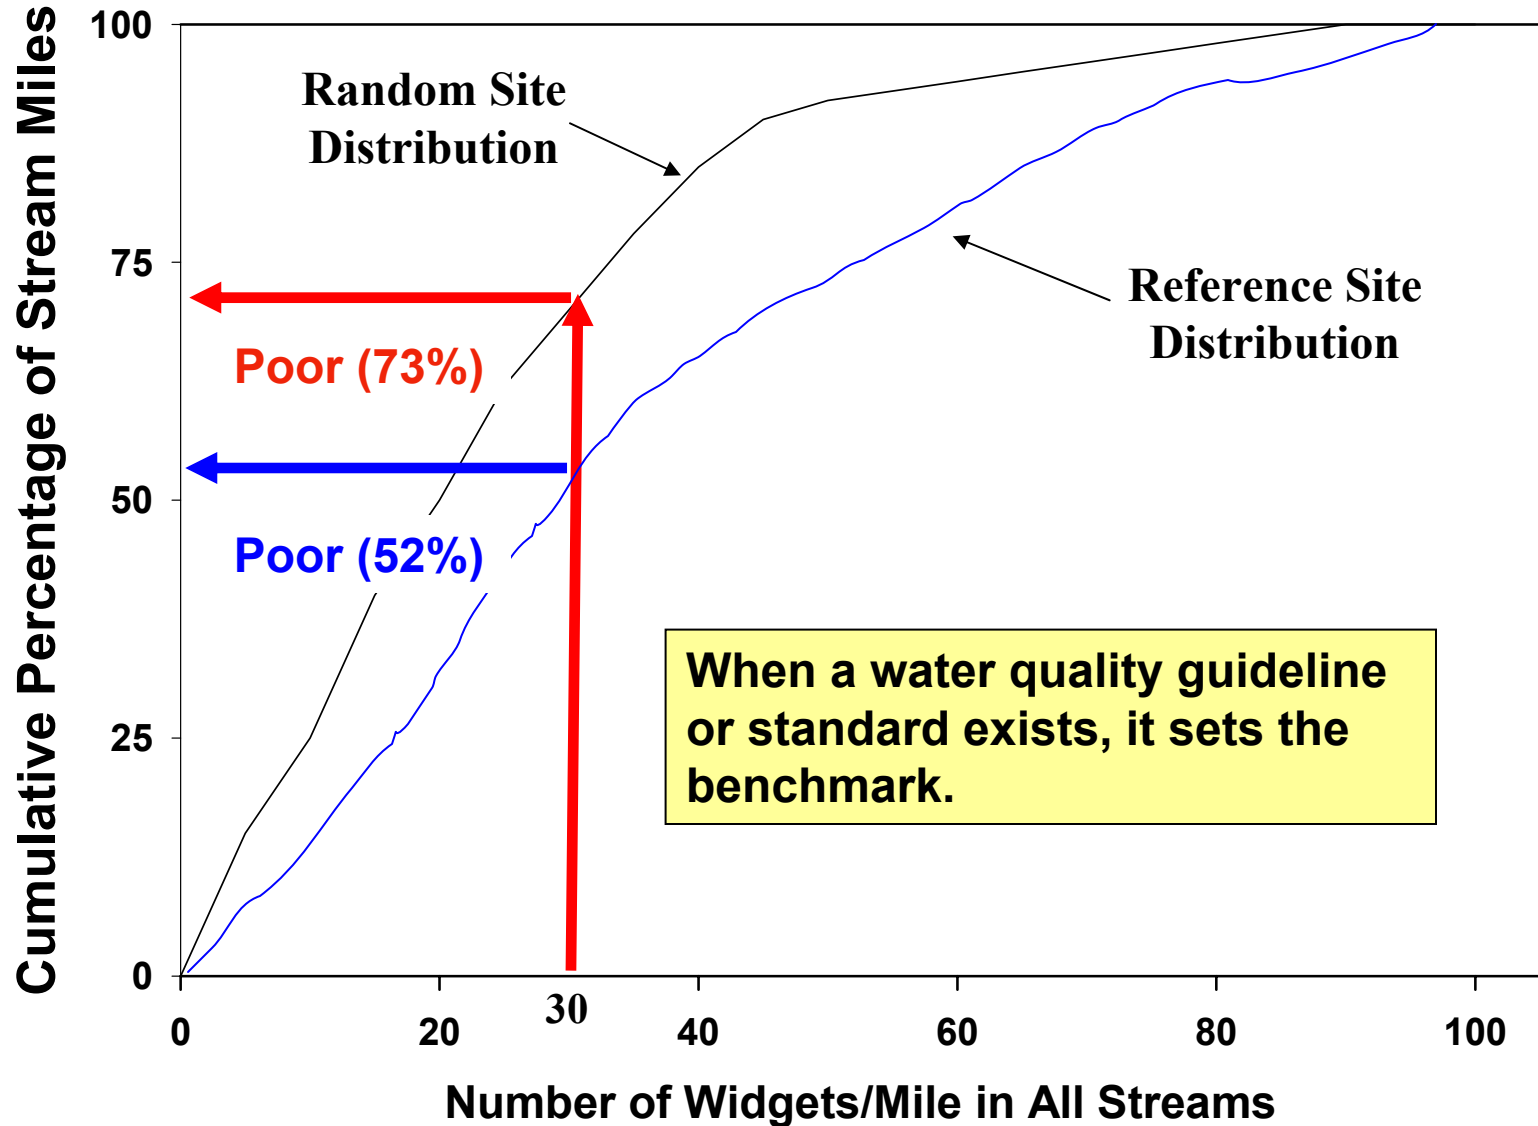 Cumulative Percentage of Stream Miles
100
75
50
25
0
Random Site
Distribution
Reference Site
Distribution
Poor (73%)
Poor (52%)
When a water quality guideline
or standard exists, it sets the
benchmark.
0
20
30
40
60
80
100
Number of Widgets/Mile in All Streams